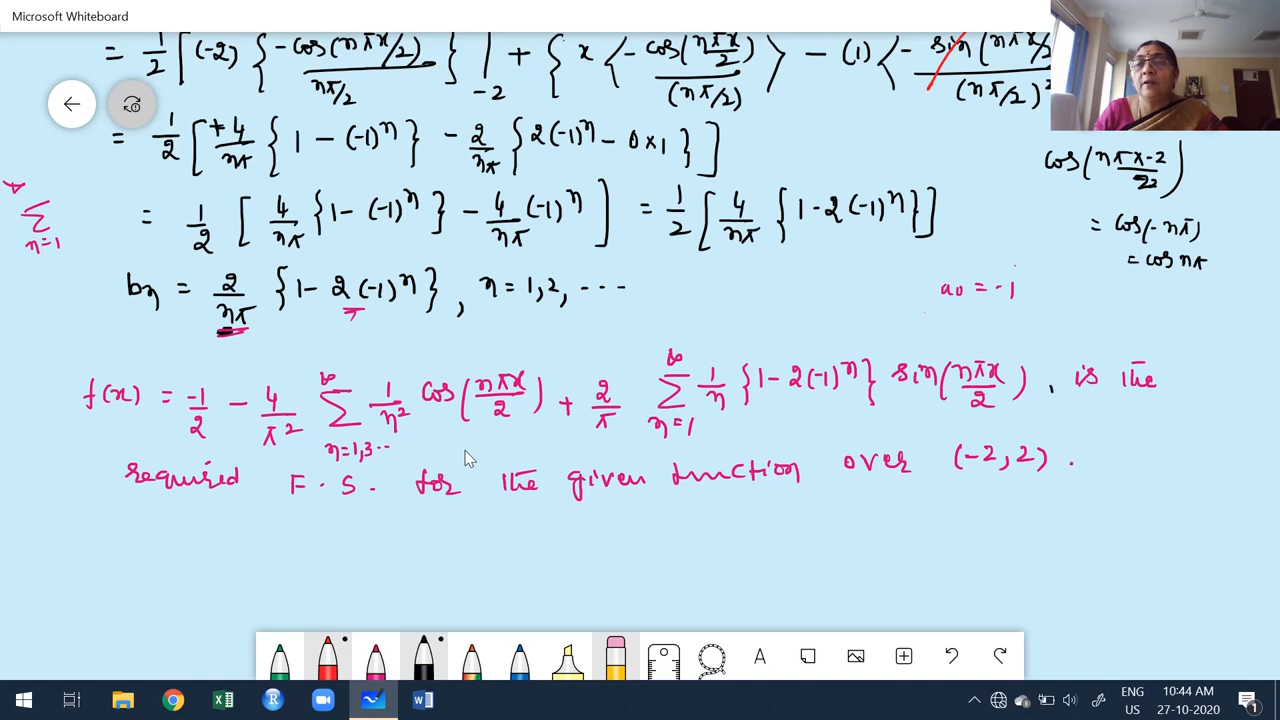 Microsoft Whiteboard
= 1/2 [(-2) { -cos(nπx/2) / nπ/2 } |₋₂ + { x < -cos(nπx/2) / (nπ/2) > - (1) < - sin(nπx/2 / (nπ/2)²
= 1/2 [ +4/nπ { 1 - (-1)ⁿ } - 2/nπ { 2(-1)ⁿ - 0×1 } ]
cos(nπx-2/2)
= 1/2 [ 4/nπ { 1 - (-1)ⁿ } - 4/nπ (-1)ⁿ ] = 1/2 [ 4/nπ { 1-2(-1)ⁿ } ]
∑ n=1
= cos(-nπ)
= cos nπ
bn = 2/nπ { 1-2(-1)ⁿ }, n = 1,2, ...
a₀ = -1
f(x) = -1/2 - 4/π² ∑ n=1,3.. ∞ 1/n² cos(nπx/2) + 2/π ∑ n=1 ∞ 1/n { 1-2(-1)ⁿ } sin(nπx/2), is the
required F.S. for the given function over (-2,2).
A
ENG
US
10:44 AM
27-10-2020
1